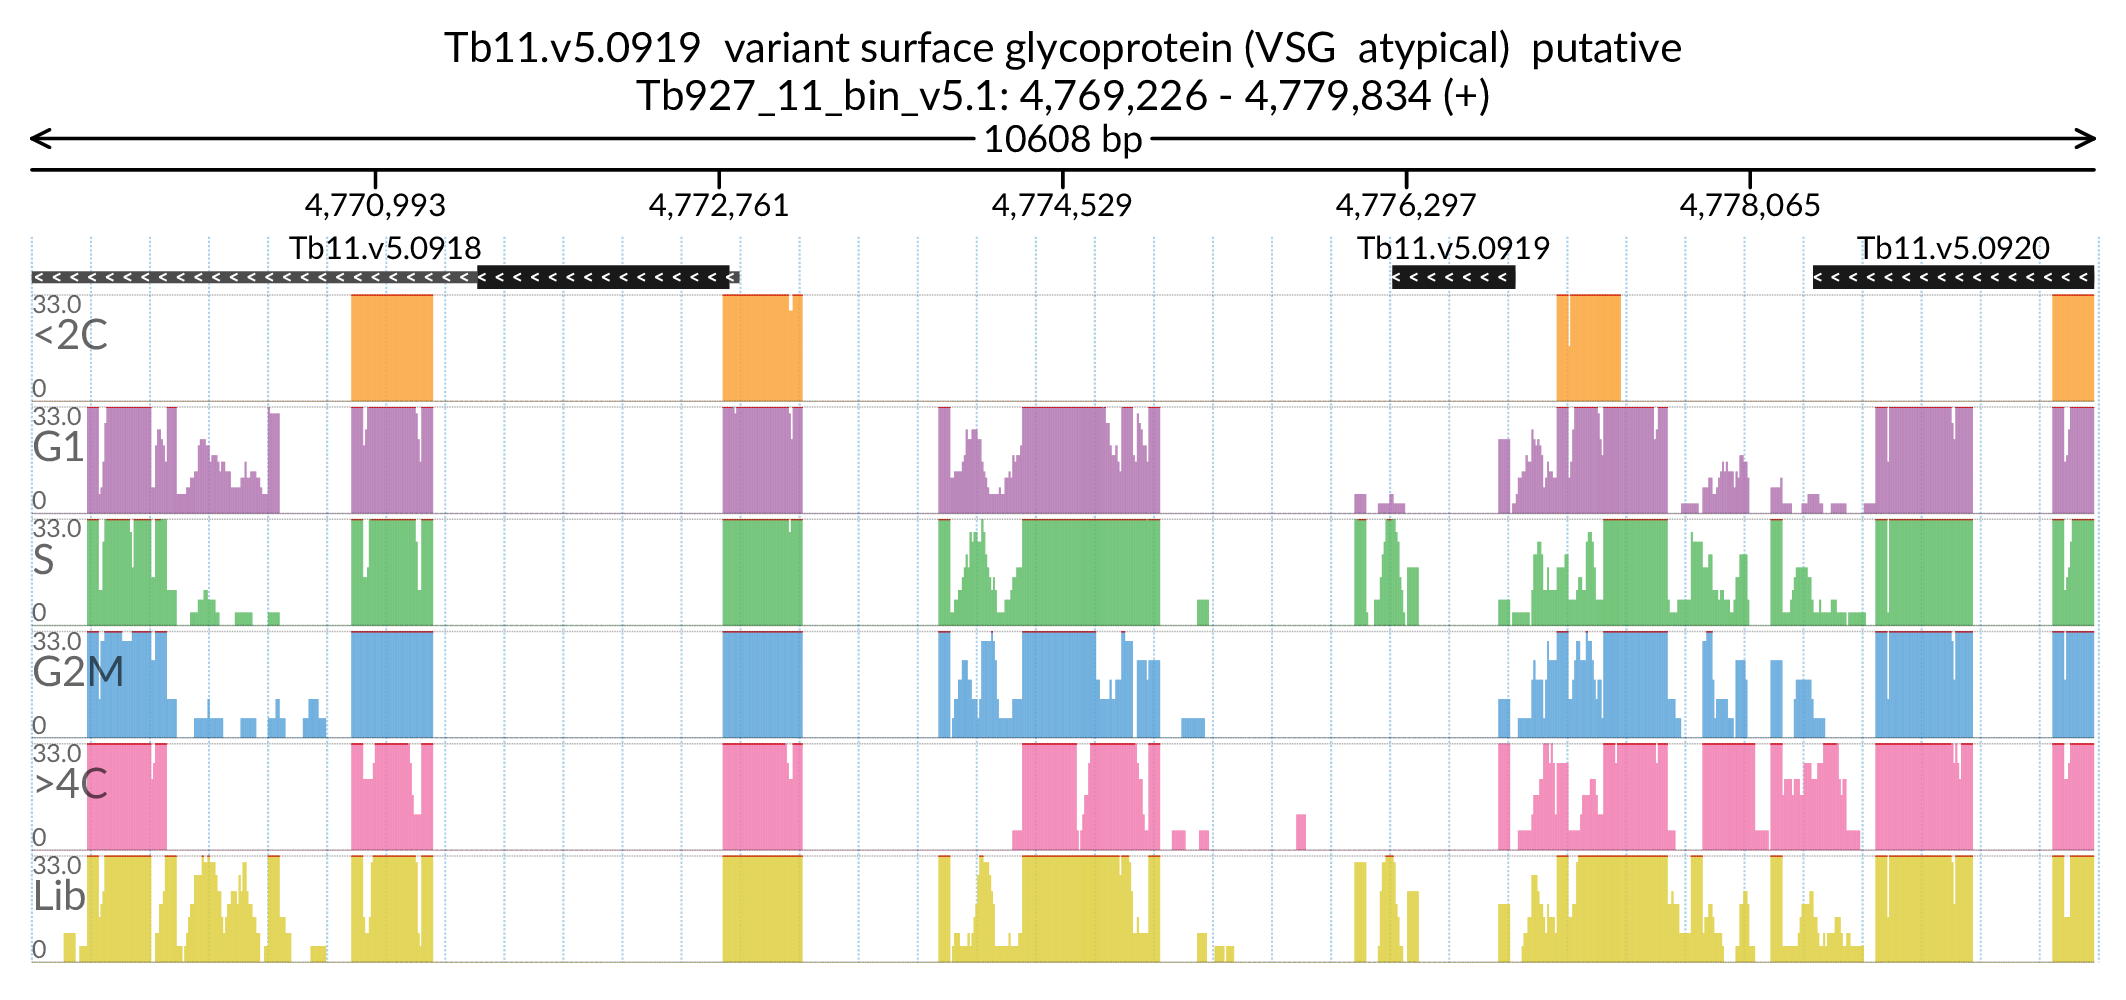 Tb11.v5.0919 variant surface glycoprotein (VSG atypical) putative
Tb927_11_bin_v5.1: 4,769,226 - 4,779,834 (+)
10608 bp
4,770,993 4,772,761 4,774,529 4,776,297 4,778,065
Tb11.v5.0918 Tb11.v5.0919 Tb11.v5.0920
33.0
<2C
0
33.0
G1
0
33.0
S
0
33.0
G2M
0
33.0
>4C
0
33.0
Lib
0